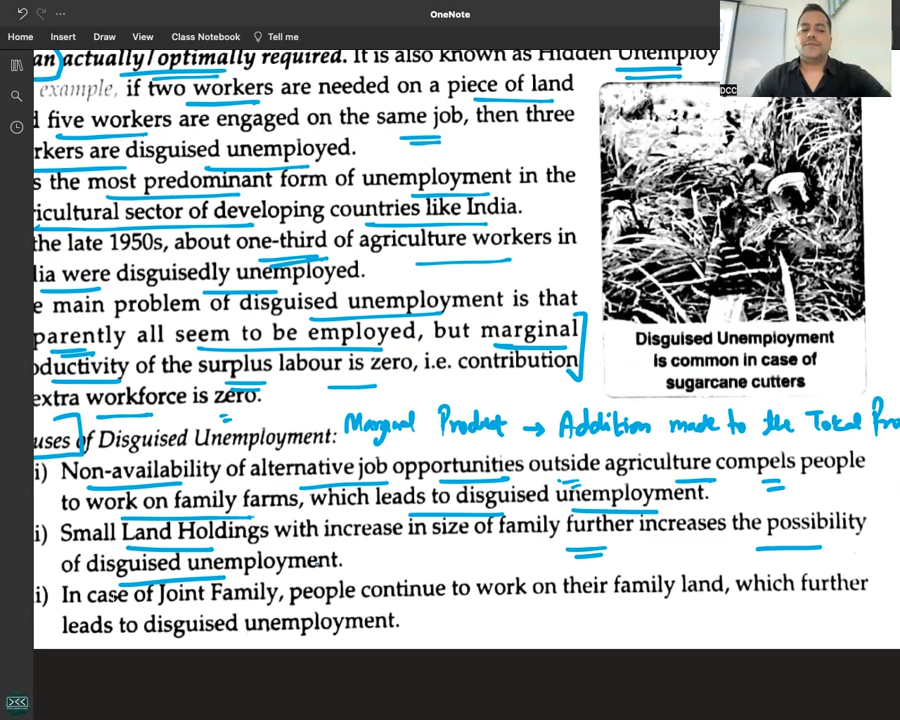 OneNote
Home Insert Draw View Class Notebook Tell me
DCC
an actually/optimally required. It is also known as Hidden Unemploy
example, if two workers are needed on a piece of land
five workers are engaged on the same job, then three
rkers are disguised unemployed.
s the most predominant form of unemployment in the
icultural sector of developing countries like India.
the late 1950s, about one-third of agriculture workers in
lia were disguisedly unemployed.
e main problem of disguised unemployment is that
parently all seem to be employed, but marginal
oductivity of the surplus labour is zero, i.e. contribution
extra workforce is zero.
Disguised Unemployment
is common in case of
sugarcane cutters
uses of Disguised Unemployment: Marginal Product → Addition made to the Total Pro
i) Non-availability of alternative job opportunities outside agriculture compels people
to work on family farms, which leads to disguised unemployment.
i) Small Land Holdings with increase in size of family further increases the possibility
of disguised unemployment.
i) In case of Joint Family, people continue to work on their family land, which further
leads to disguised unemployment.